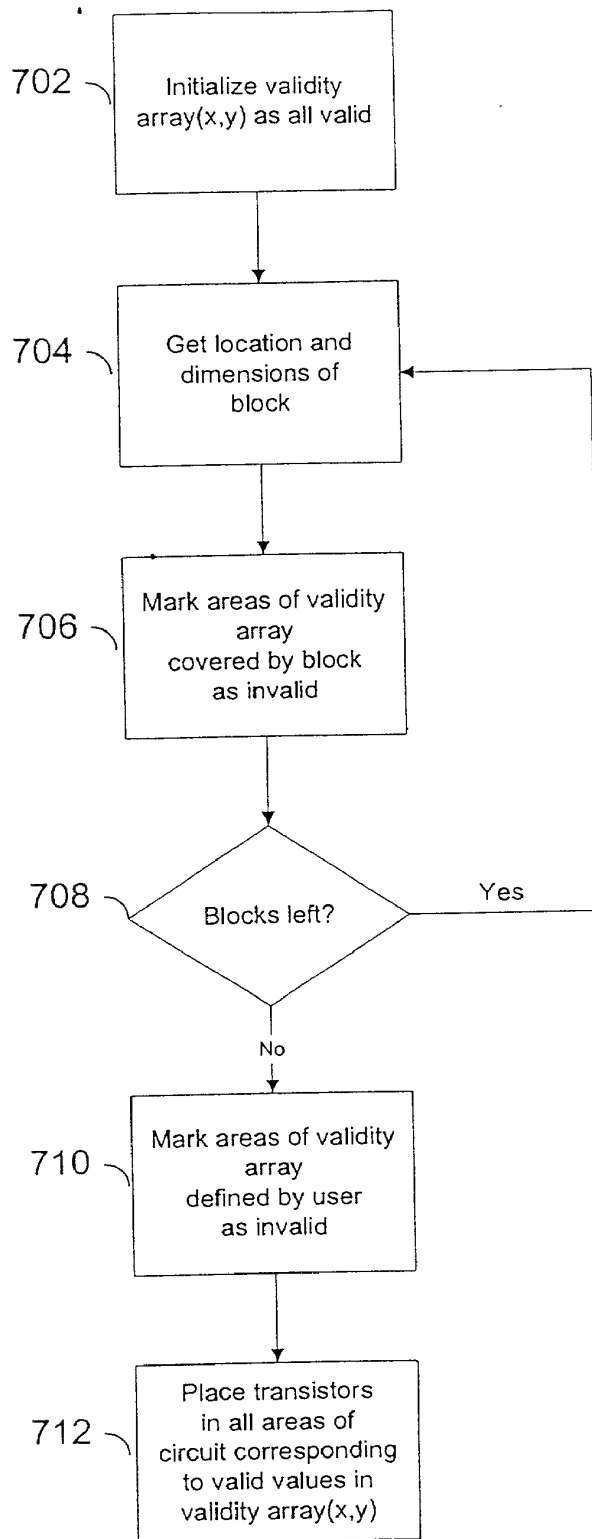 702
Initialize validity
array(x,y) as all valid
704
Get location and
dimensions of
block
706
Mark areas of validity
array
covered by block
as invalid
708
Blocks left?
Yes
No
710
Mark areas of validity
array
defined by user
as invalid
712
Place transistors
in all areas of
circuit corresponding
to valid values in
validity array(x,y)